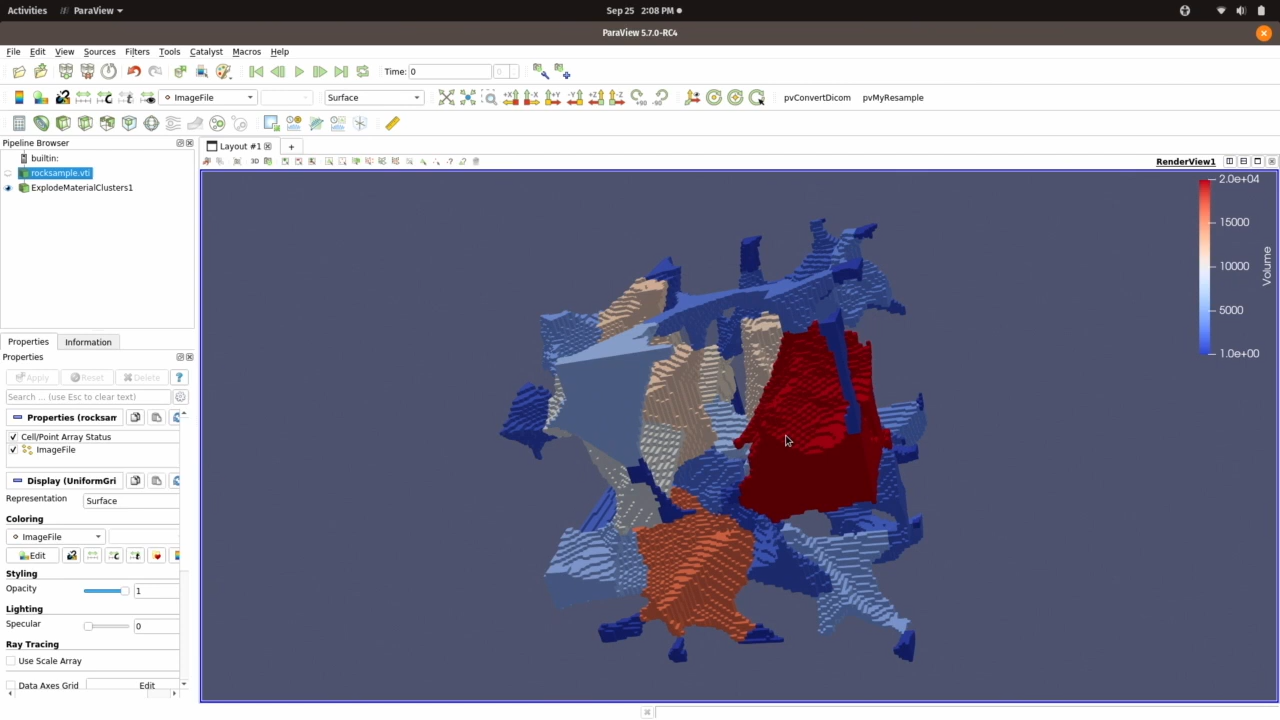 Activities ParaView Sep 25 2:08 PM
ParaView 5.7.0-RC4
File Edit View Sources Filters Tools Catalyst Macros Help
Time: 0 0
ImageFile Surface +X -X +Y -Y +Z -Z +90 -90 pvConvertDicom pvMyResample
Pipeline Browser
Layout #1 +
builtin:
3D
RenderView1
rocksample.vti
ExplodeMaterialClusters1
2.0e+04
15000
10000
5000
1.0e+00
Volume
Properties Information
Properties
Apply Reset Delete ?
Search ... (use Esc to clear text)
Properties (rocksam
Cell/Point Array Status
ImageFile
Display (UniformGri
Representation Surface
Coloring
ImageFile
Edit
Styling
Opacity 1
Lighting
Specular 0
Ray Tracing
Use Scale Array
Data Axes Grid Edit